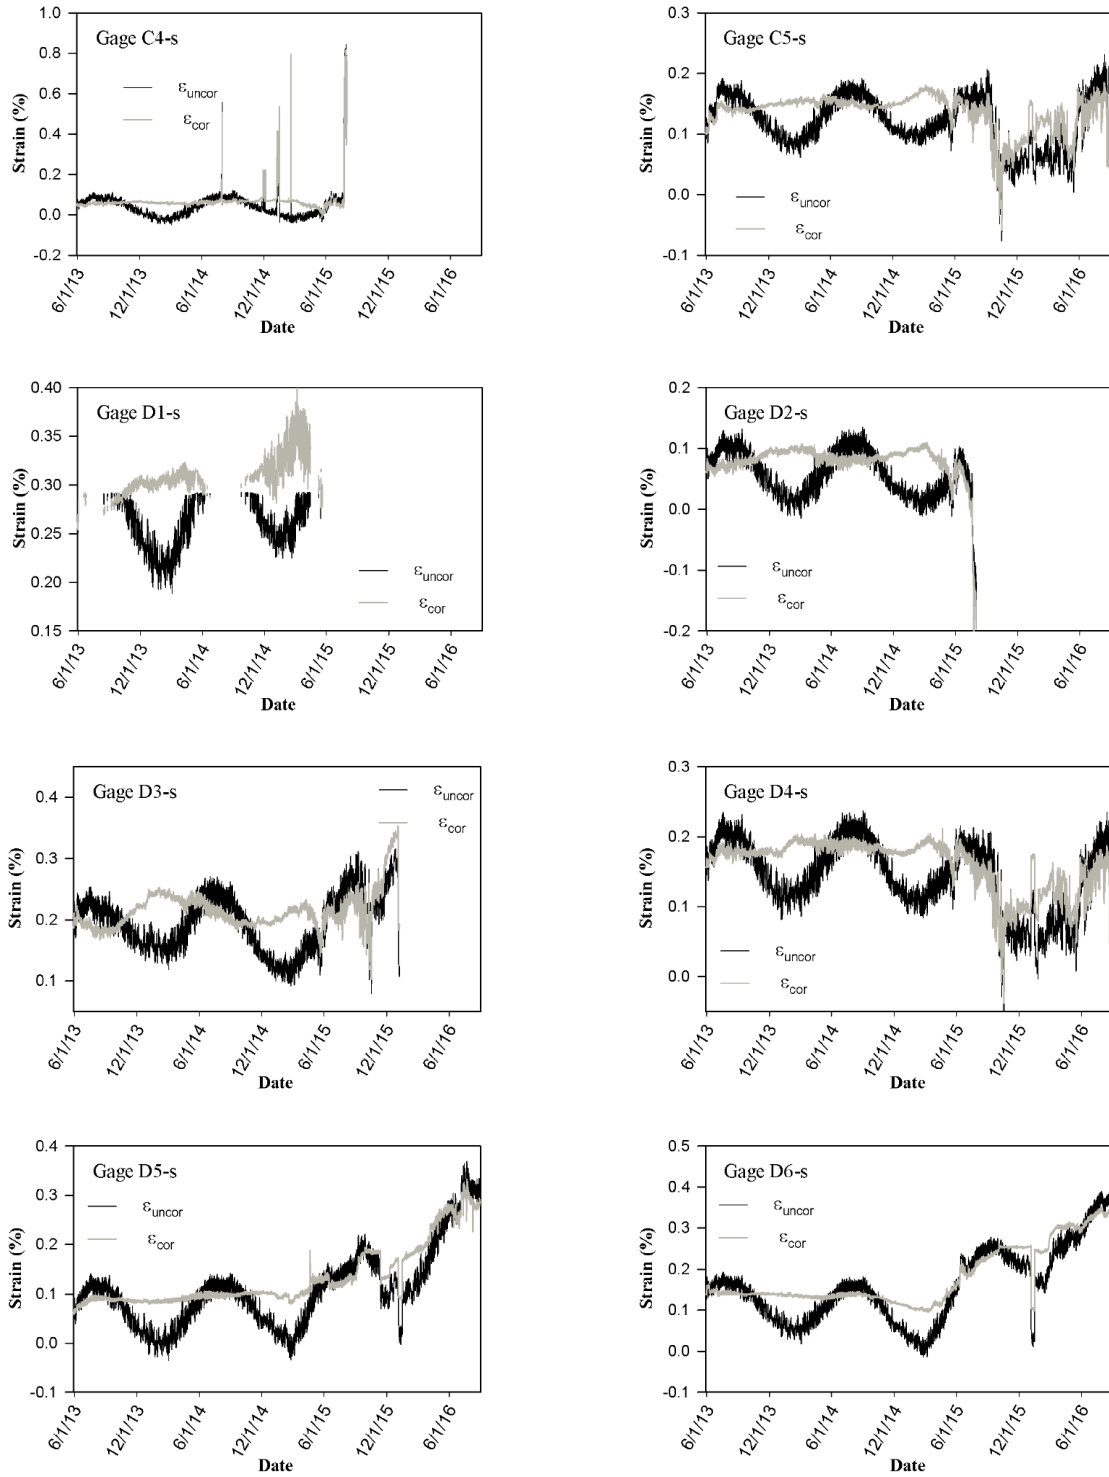 Gage C4-s
ε_uncor
ε_cor
Strain (%)
1.0
0.8
0.6
0.4
0.2
0.0
-0.2
6/1/13
12/1/13
6/1/14
12/1/14
6/1/15
12/1/15
6/1/16
Date
Gage C5-s
ε_uncor
ε_cor
Strain (%)
0.3
0.2
0.1
0.0
-0.1
6/1/13
12/1/13
6/1/14
12/1/14
6/1/15
12/1/15
6/1/16
Date
Gage D1-s
ε_uncor
ε_cor
Strain (%)
0.40
0.35
0.30
0.25
0.20
0.15
6/1/13
12/1/13
6/1/14
12/1/14
6/1/15
12/1/15
6/1/16
Date
Gage D2-s
ε_uncor
ε_cor
Strain (%)
0.2
0.1
0.0
-0.1
-0.2
6/1/13
12/1/13
6/1/14
12/1/14
6/1/15
12/1/15
6/1/16
Date
Gage D3-s
ε_uncor
ε_cor
Strain (%)
0.4
0.3
0.2
0.1
6/1/13
12/1/13
6/1/14
12/1/14
6/1/15
12/1/15
6/1/16
Date
Gage D4-s
ε_uncor
ε_cor
Strain (%)
0.3
0.2
0.1
0.0
6/1/13
12/1/13
6/1/14
12/1/14
6/1/15
12/1/15
6/1/16
Date
Gage D5-s
ε_uncor
ε_cor
Strain (%)
0.4
0.3
0.2
0.1
0.0
-0.1
6/1/13
12/1/13
6/1/14
12/1/14
6/1/15
12/1/15
6/1/16
Date
Gage D6-s
ε_uncor
ε_cor
Strain (%)
0.5
0.4
0.3
0.2
0.1
0.0
-0.1
6/1/13
12/1/13
6/1/14
12/1/14
6/1/15
12/1/15
6/1/16
Date